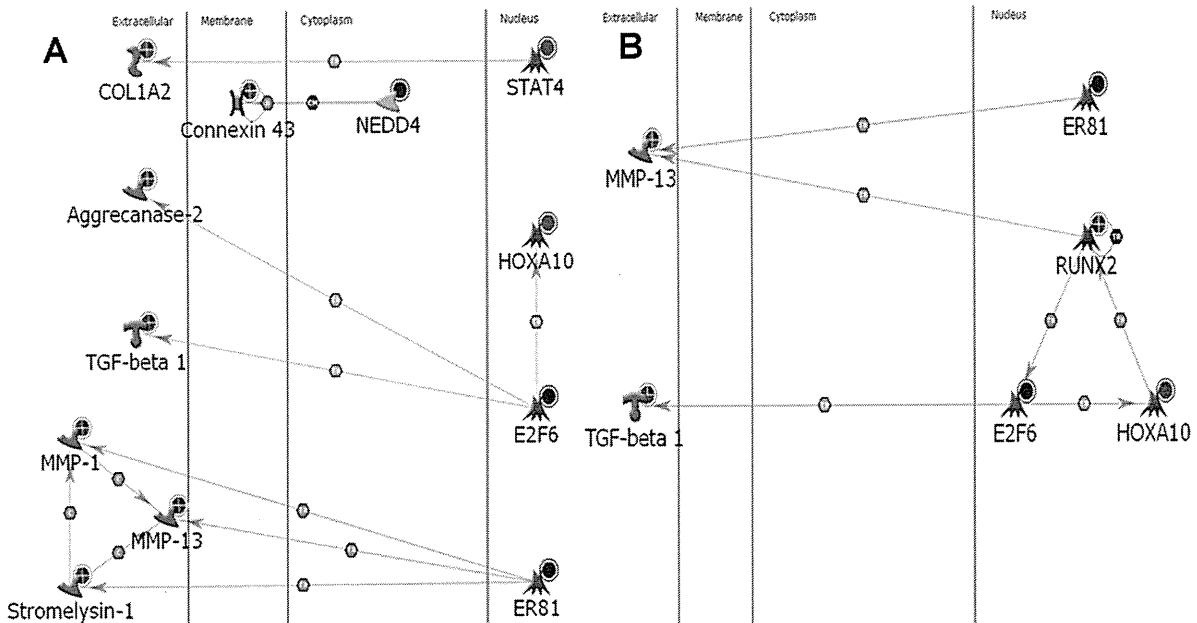 A
Extracellular
Membrane
Cytoplasm
Nucleus
COL1A2
STAT4
Connexin 43
NEDD4
Aggrecanase-2
HOXA10
TGF-beta 1
E2F6
MMP-1
MMP-13
Stromelysin-1
ER81
B
Extracellular
Membrane
Cytoplasm
Nucleus
ER81
MMP-13
RUNX2
TGF-beta 1
E2F6
HOXA10